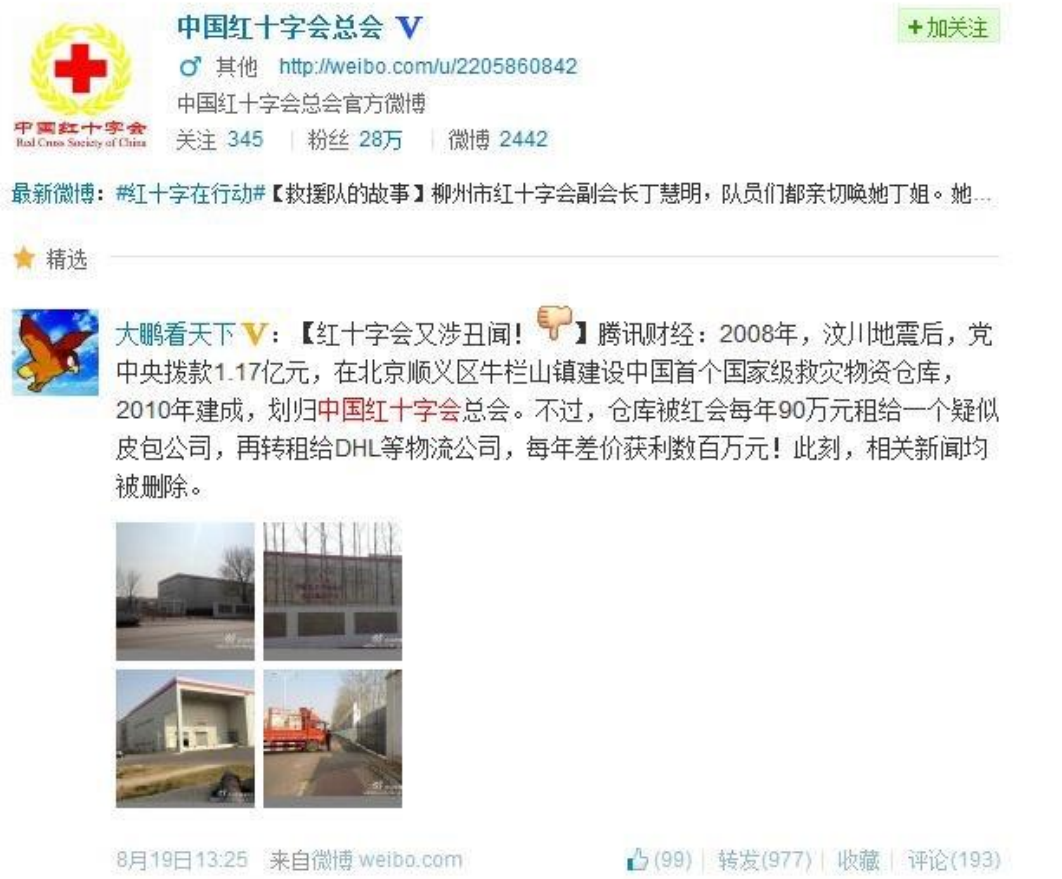 中国红十字会总会 V
+加关注
♂ 其他 http://weibo.com/u/2205860842
中国红十字会总会官方微博
中国红十字会
Red Cross Society of China
关注 345 | 粉丝 28万 | 微博 2442
最新微博：#红十字在行动#【救援队的故事】柳州市红十字会副会长丁慧明，队员们都亲切唤她丁姐。她...
精选
大鹏看天下 V：【红十字会又涉丑闻！】腾讯财经：2008年，汶川地震后，党
中央拨款1.17亿元，在北京顺义区牛栏山镇建设中国首个国家级救灾物资仓库，
2010年建成，划归中国红十字会总会。不过，仓库被红会每年90万元租给一个疑似
皮包公司，再转租给DHL等物流公司，每年差价获利数百万元！此刻，相关新闻均
被删除。
8月19日13:25 来自微博 weibo.com
(99) | 转发(977) | 收藏 | 评论(193)